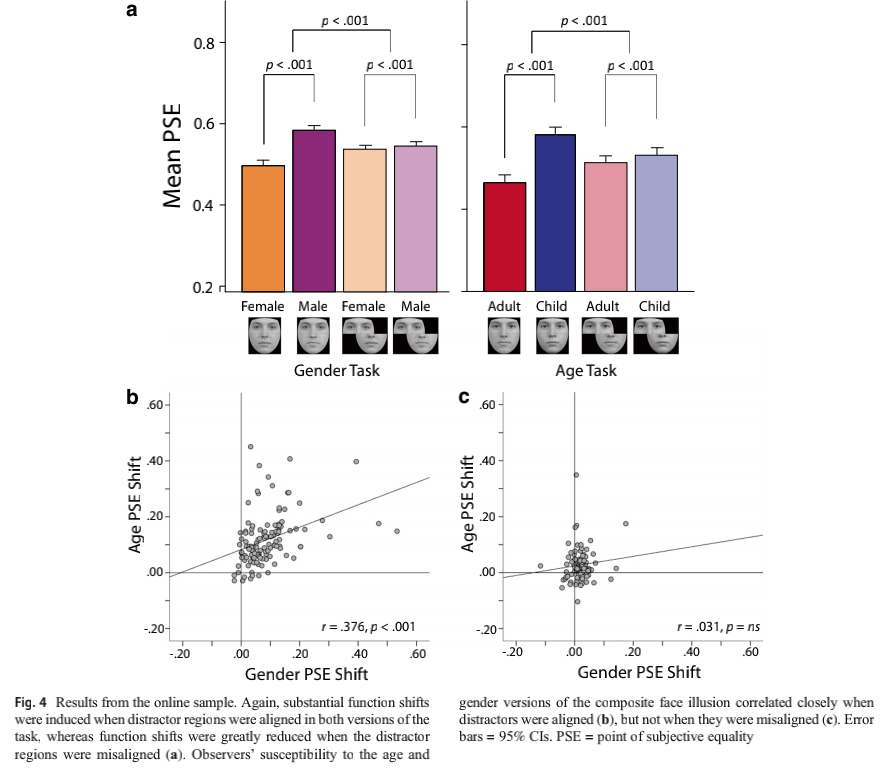 a
p < .001
p < .001
p < .001
p < .001
p < .001
p < .001
Mean PSE
0.8
0.6
0.4
0.2
Female Male Female Male
Adult Child Adult Child
Gender Task
Age Task
b
Age PSE Shift
.60
.40
.20
.00
-.20
r = .376, p < .001
-.20 .00 .20 .40 .60
Gender PSE Shift
c
Age PSE Shift
.60
.40
.20
.00
-.20
r = .031, p = ns
-.20 .00 .20 .40 .60
Gender PSE Shift
Fig. 4 Results from the online sample. Again, substantial function shifts
were induced when distractor regions were aligned in both versions of the
task, whereas function shifts were greatly reduced when the distractor
regions were misaligned (a). Observers' susceptibility to the age and
gender versions of the composite face illusion correlated closely when
distractors were aligned (b), but not when they were misaligned (c). Error
bars = 95% CIs. PSE = point of subjective equality